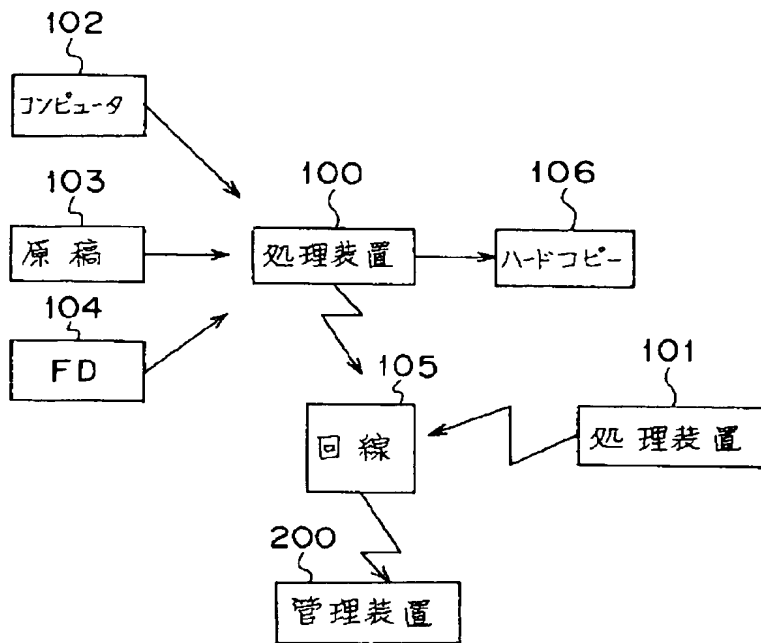 102
コンピュータ
103
原稿
104
FD
100
処理装置
106
ハードコピー
105
回線
101
処理装置
200
管理装置